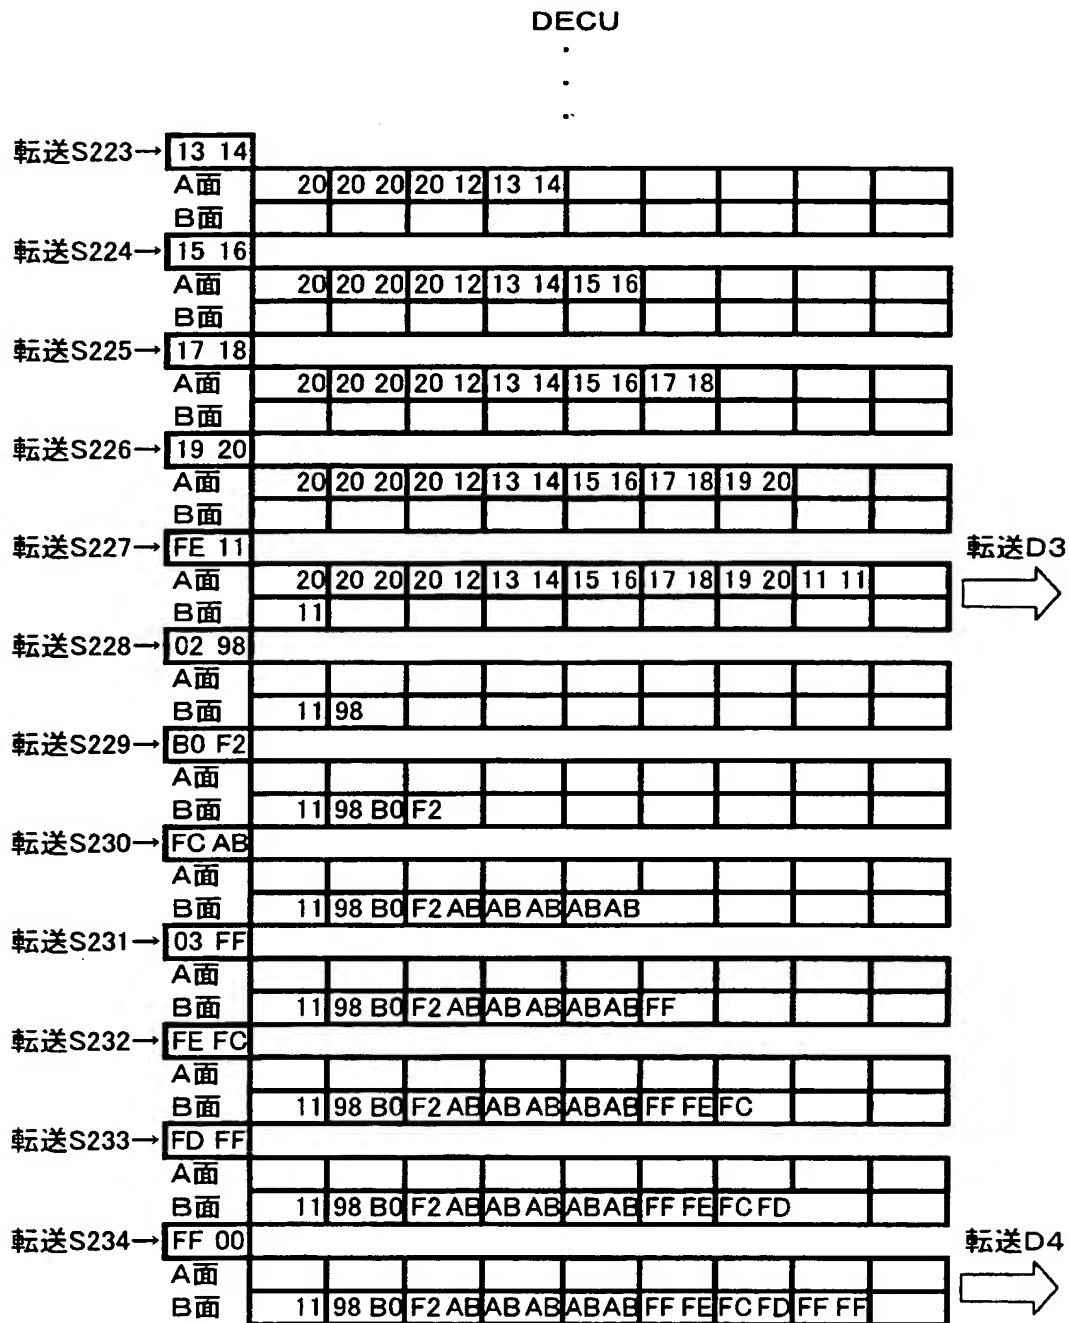 DECU
転送S223→ 13 14
A面 20 20 20 20 12 13 14
B面
転送S224→ 15 16
A面 20 20 20 20 12 13 14 15 16
B面
転送S225→ 17 18
A面 20 20 20 20 12 13 14 15 16 17 18
B面
転送S226→ 19 20
A面 20 20 20 20 12 13 14 15 16 17 18 19 20
B面
転送S227→ FE 11 転送D3
A面 20 20 20 20 12 13 14 15 16 17 18 19 20 11 11
B面 11
転送S228→ 02 98
A面
B面 11 98
転送S229→ B0 F2
A面
B面 11 98 B0 F2
転送S230→ FC AB
A面
B面 11 98 B0 F2 AB AB AB AB AB
転送S231→ 03 FF
A面
B面 11 98 B0 F2 AB AB AB AB AB FF
転送S232→ FE FC
A面
B面 11 98 B0 F2 AB AB AB AB AB FF FE FC
転送S233→ FD FF
A面
B面 11 98 B0 F2 AB AB AB AB AB FF FE FC FD
転送S234→ FF 00 転送D4
A面
B面 11 98 B0 F2 AB AB AB AB AB FF FE FC FD FF FF